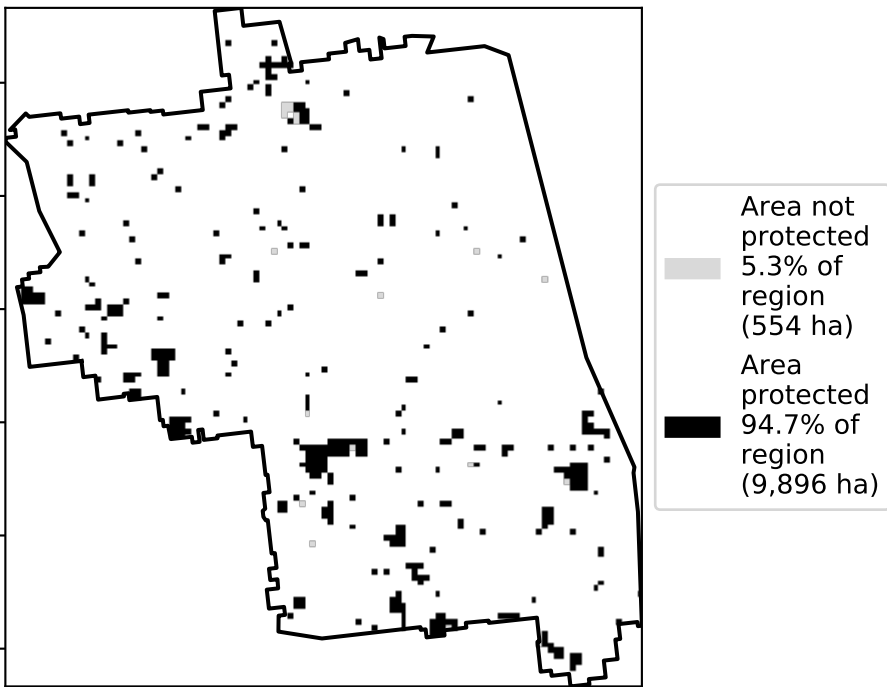 Area not
protected
5.3% of
region
(554 ha)
Area
protected
94.7% of
region
(9,896 ha)